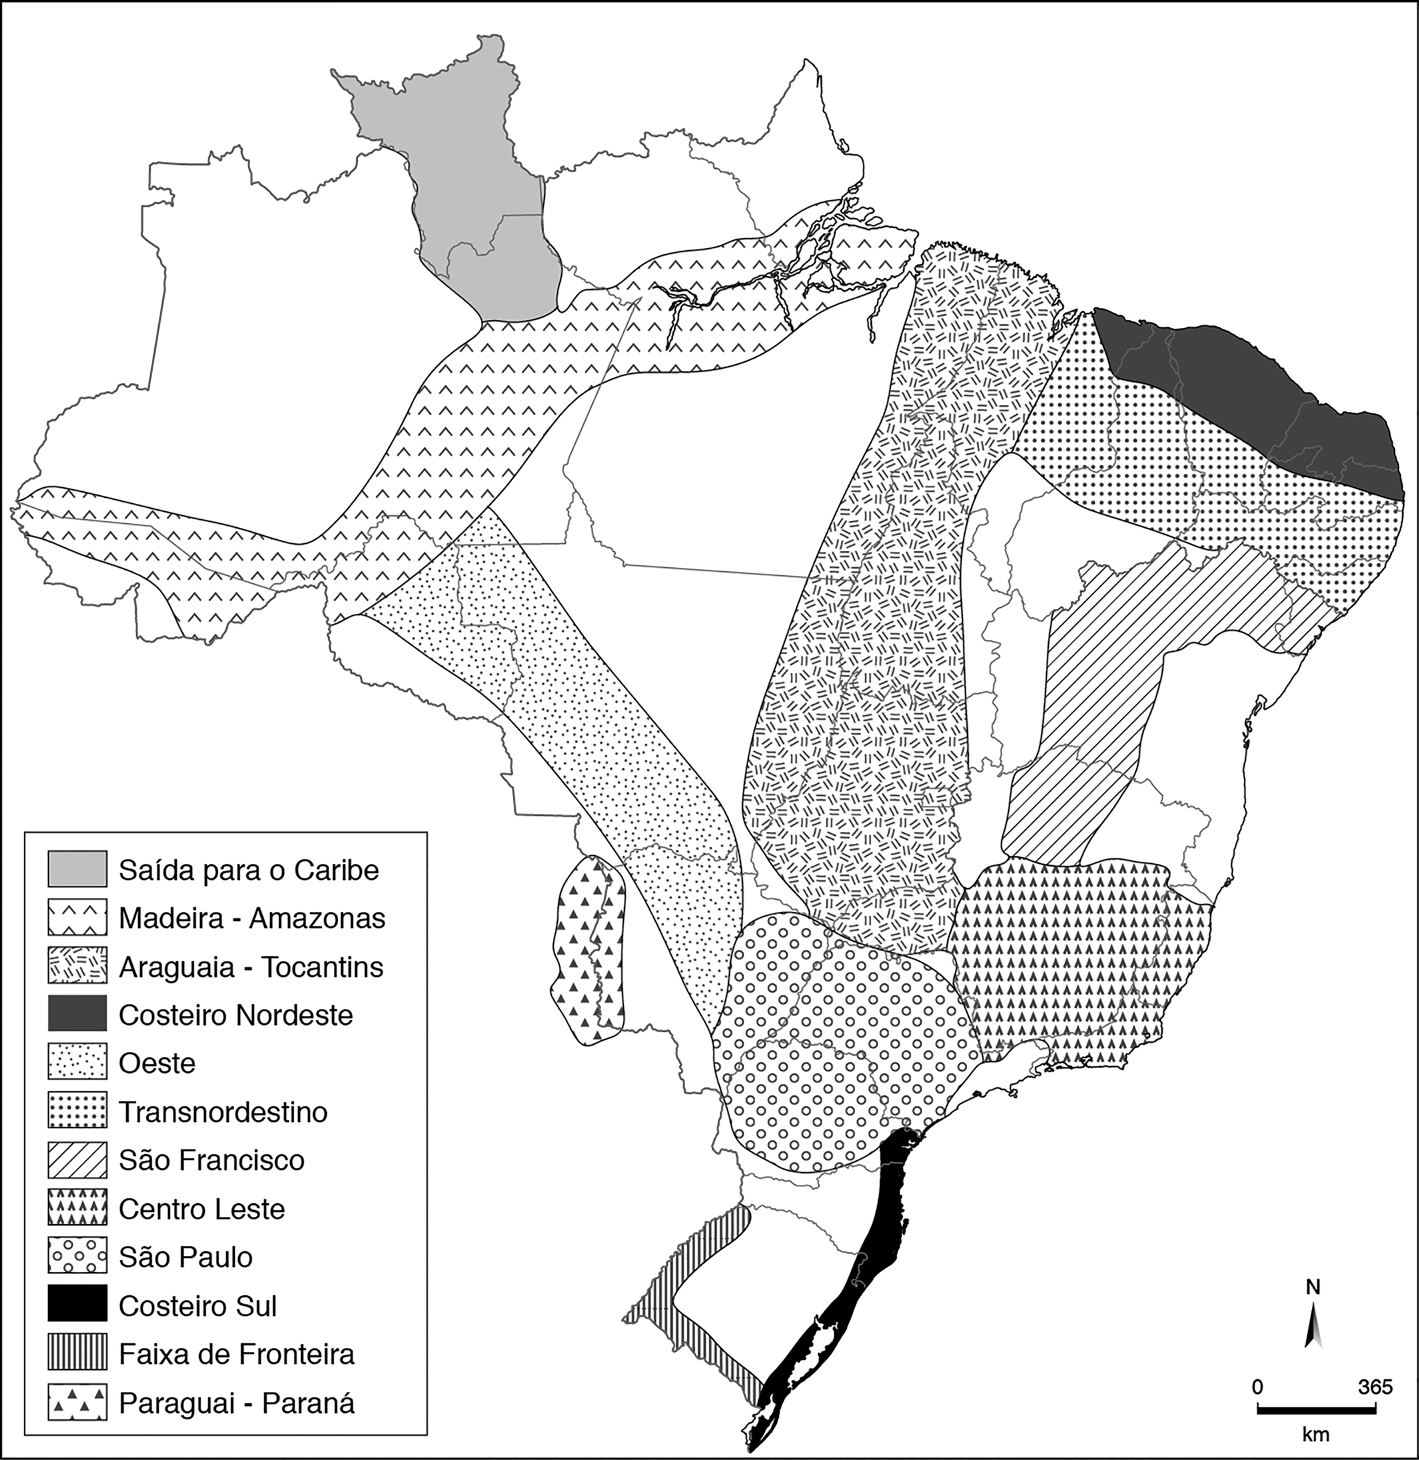 Saída para o Caribe
Madeira - Amazonas
Araguaia - Tocantins
Costeiro Nordeste
Oeste
Transnordestino
São Francisco
Centro Leste
São Paulo
Costeiro Sul
Faixa de Fronteira
Paraguai - Paraná
N
0 365
km